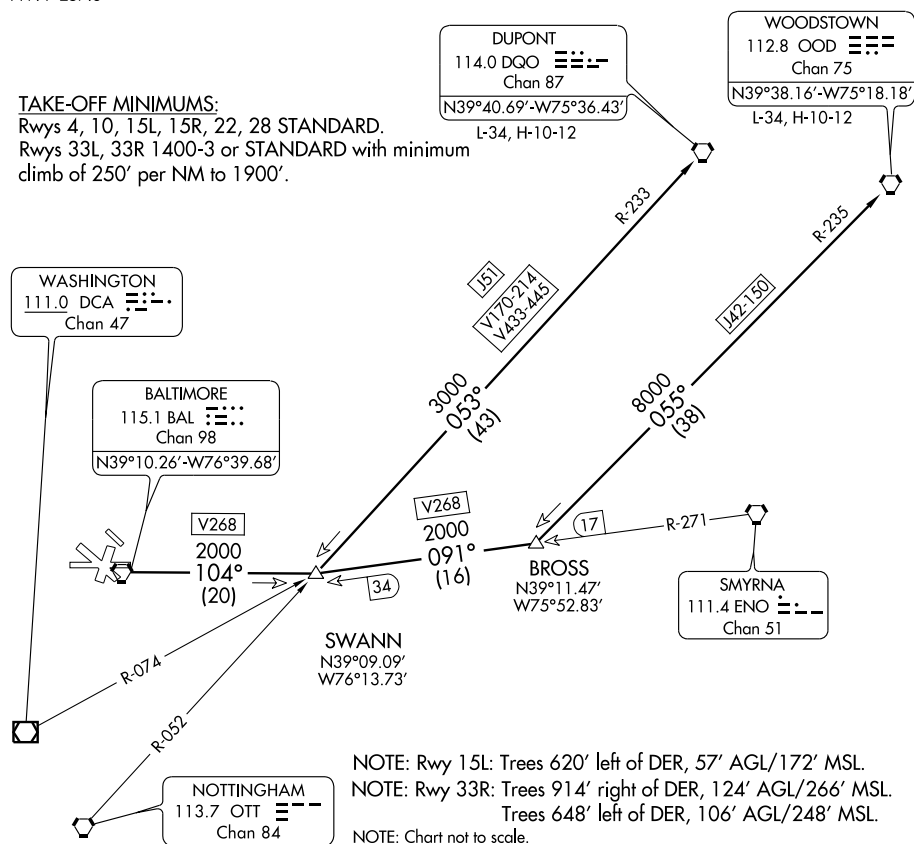 DUPONT
114.0 DQO
Chan 87
N39°40.69'-W75°36.43'
L-34, H-10-12
WOODSTOWN
112.8 OOD
Chan 75
N39°38.16'-W75°18.18'
L-34, H-10-12
TAKE-OFF MINIMUMS:
Rwys 4, 10, 15L, 15R, 22, 28 STANDARD.
Rwys 33L, 33R 1400-3 or STANDARD with minimum
climb of 250' per NM to 1900'.
R-233
R-235
J51
V170-214
V433-445
J42-150
WASHINGTON
111.0 DCA
Chan 47
BALTIMORE
115.1 BAL
Chan 98
N39°10.26'-W76°39.68'
3000
053°
(43)
8000
055°
(38)
V268
2000
104°
(20)
V268
2000
091°
(16)
17
R-271
34
BROSS
N39°11.47'
W75°52.83'
SMYRNA
111.4 ENO
Chan 51
SWANN
N39°09.09'
W76°13.73'
R-074
R-052
NOTTINGHAM
113.7 OTT
Chan 84
NOTE: Rwy 15L: Trees 620' left of DER, 57' AGL/172' MSL.
NOTE: Rwy 33R: Trees 914' right of DER, 124' AGL/266' MSL.
Trees 648' left of DER, 106' AGL/248' MSL.
NOTE: Chart not to scale.